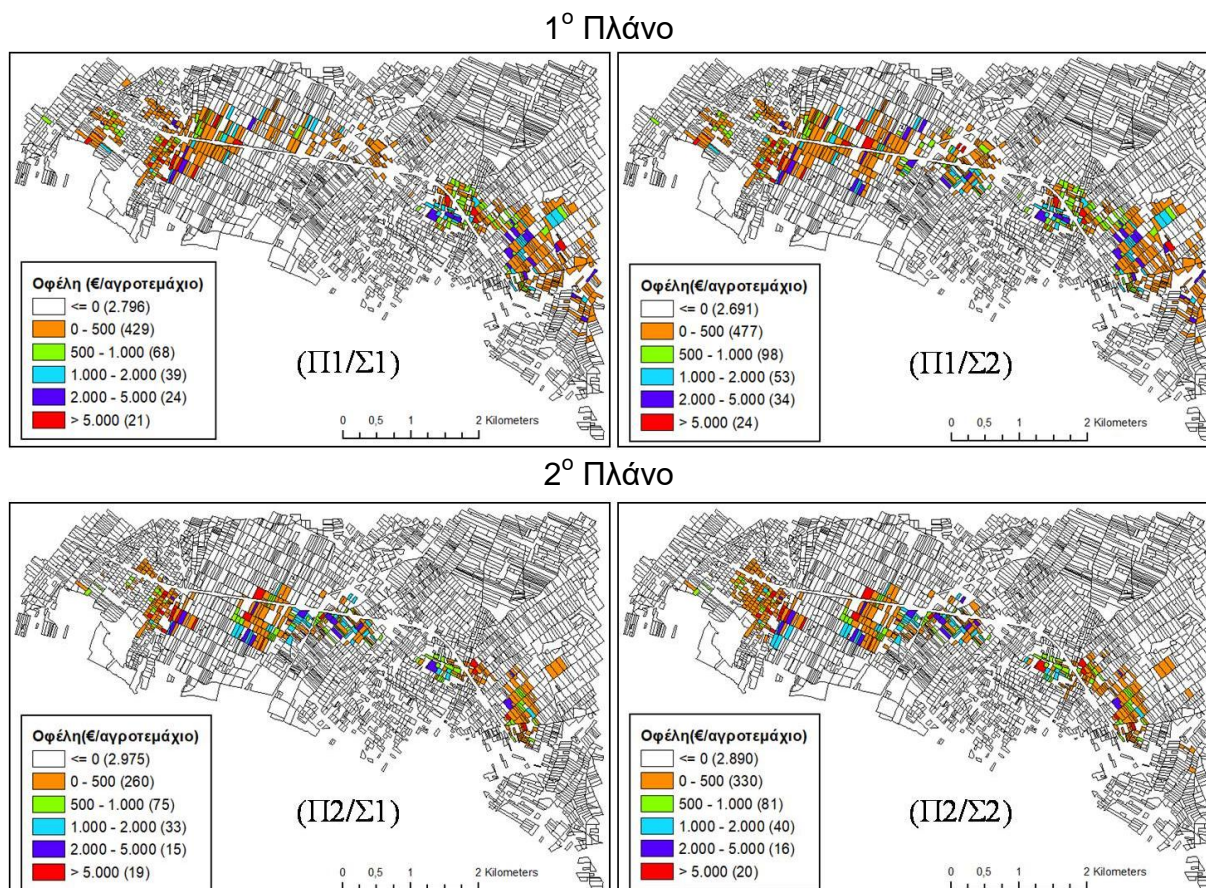 1ο Πλάνο
Οφέλη (€/αγροτεμάχιο)
<= 0 (2.796)
0 - 500 (429)
500 - 1.000 (68)
1.000 - 2.000 (39)
2.000 - 5.000 (24)
> 5.000 (21)
(Π1/Σ1)
0 0,5 1 2 Kilometers
Οφέλη(€/αγροτεμάχιο)
<= 0 (2.691)
0 - 500 (477)
500 - 1.000 (98)
1.000 - 2.000 (53)
2.000 - 5.000 (34)
> 5.000 (24)
(Π1/Σ2)
0 0,5 1 2 Kilometers
2ο Πλάνο
Οφέλη(€/αγροτεμάχιο)
<= 0 (2.975)
0 - 500 (260)
500 - 1.000 (75)
1.000 - 2.000 (33)
2.000 - 5.000 (15)
> 5.000 (19)
(Π2/Σ1)
0 0,5 1 2 Kilometers
Οφέλη(€/αγροτεμάχιο)
<= 0 (2.890)
0 - 500 (330)
500 - 1.000 (81)
1.000 - 2.000 (40)
2.000 - 5.000 (16)
> 5.000 (20)
(Π2/Σ2)
0 0,5 1 2 Kilometers